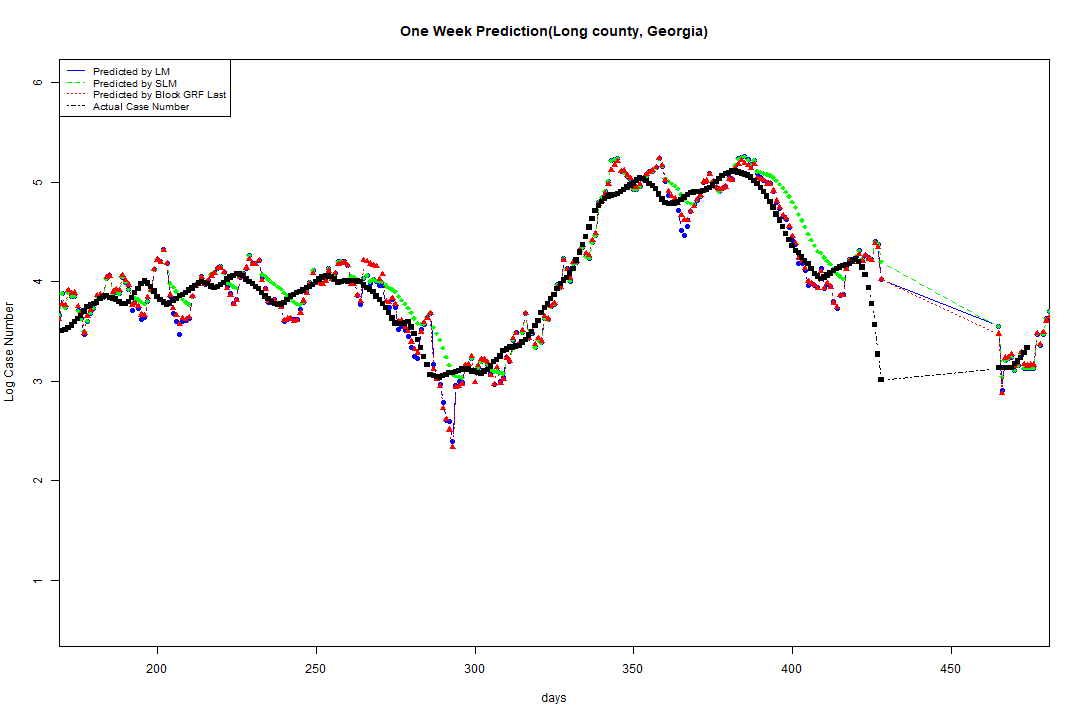 One Week Prediction(Long county, Georgia)
Predicted by LM
Predicted by SLM
Predicted by Block GRF Last
Actual Case Number
Log Case Number
6
5
4
3
2
1
200 250 300 350 400 450
days